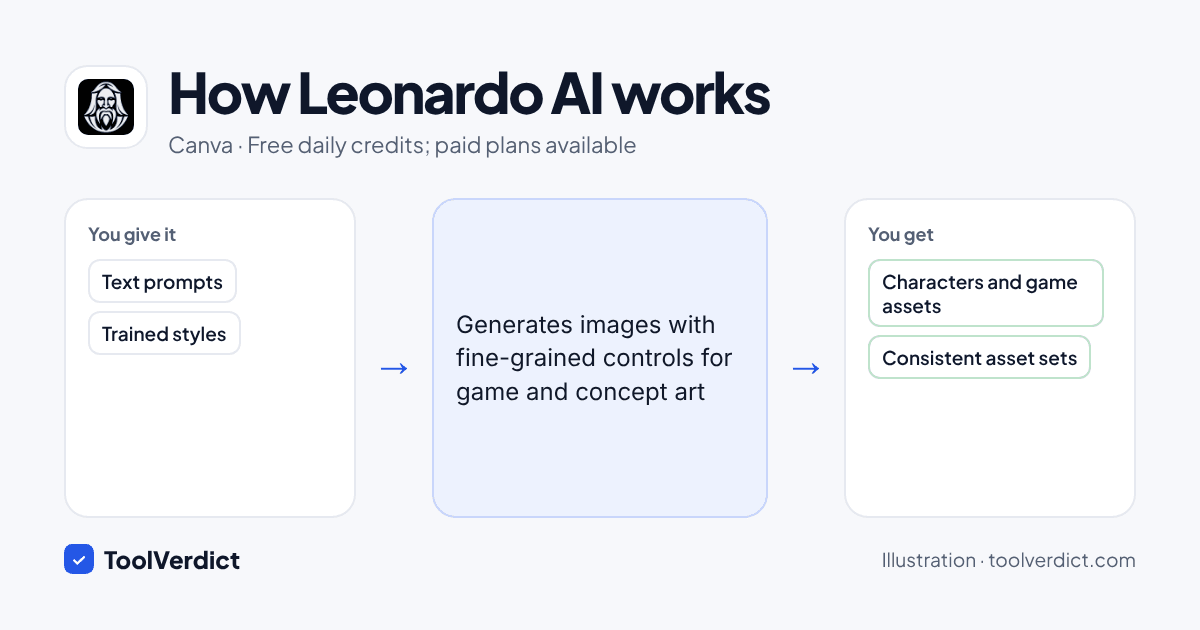 How Leonardo AI works
Canva · Free daily credits; paid plans available
You give it
Text prompts
Trained styles
→
Generates images with
fine-grained controls for
game and concept art
→
You get
Characters and game
assets
Consistent asset sets
ToolVerdict
Illustration · toolverdict.com